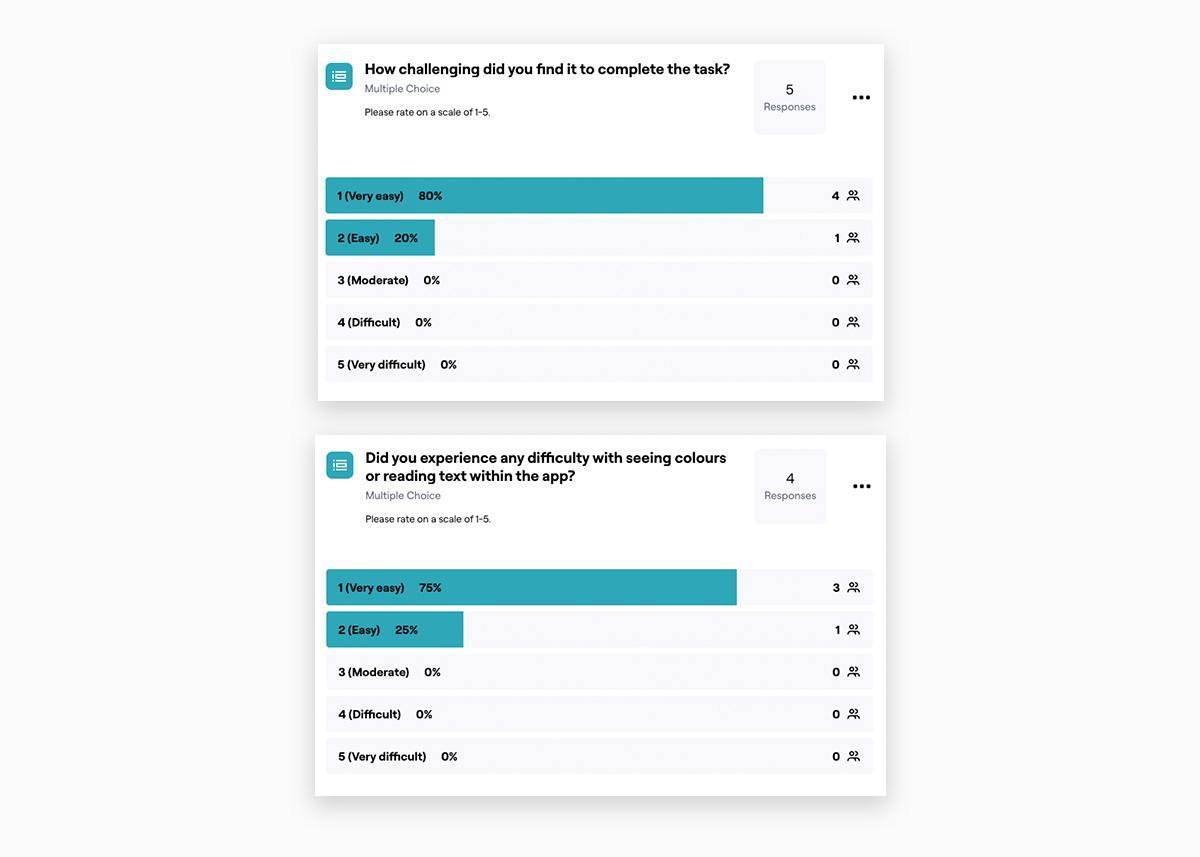 How challenging did you find it to complete the task?
Multiple Choice
Please rate on a scale of 1-5.
5
Responses
1 (Very easy) 80% 4
2 (Easy) 20% 1
3 (Moderate) 0% 0
4 (Difficult) 0% 0
5 (Very difficult) 0% 0
Did you experience any difficulty with seeing colours
or reading text within the app?
Multiple Choice
Please rate on a scale of 1-5.
4
Responses
1 (Very easy) 75% 3
2 (Easy) 25% 1
3 (Moderate) 0% 0
4 (Difficult) 0% 0
5 (Very difficult) 0% 0